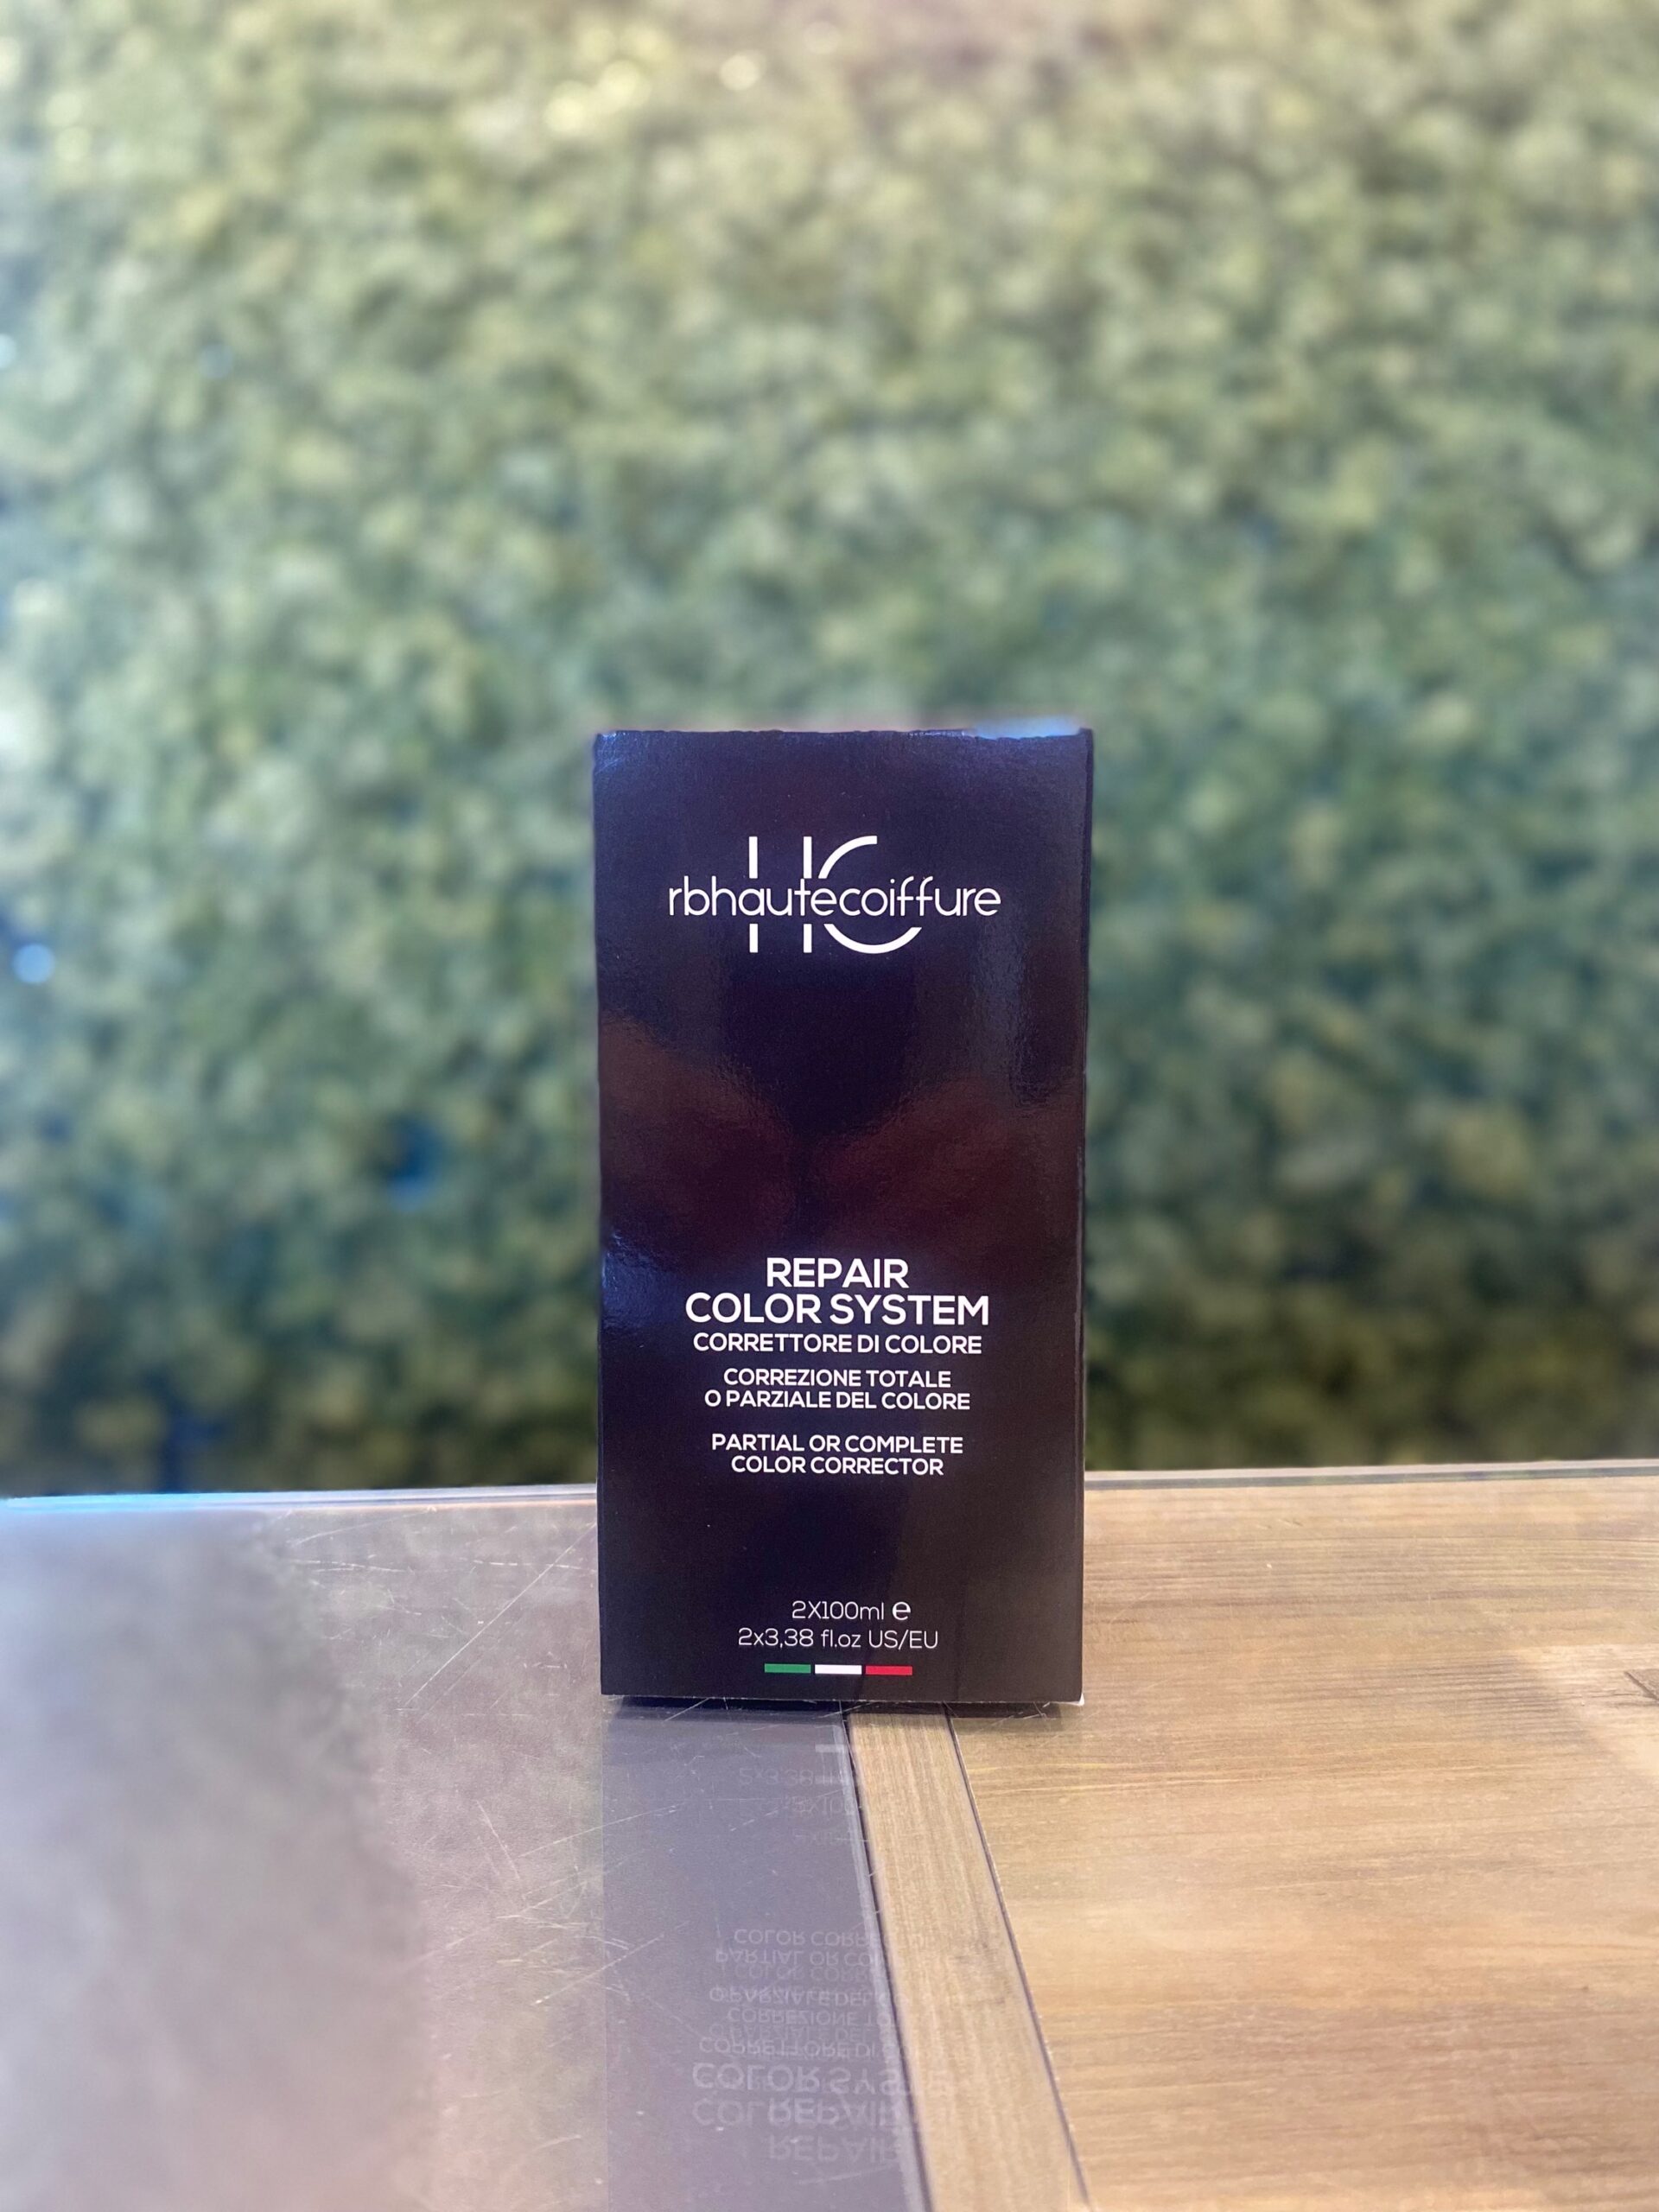 HC
rbhautecoiffure
REPAIR
COLOR SYSTEM
CORRETTORE DI COLORE
CORREZIONE TOTALE
O PARZIALE DEL COLORE
PARTIAL OR COMPLETE
COLOR CORRECTOR
2X100ml e
2x3,38 fl.oz US/EU